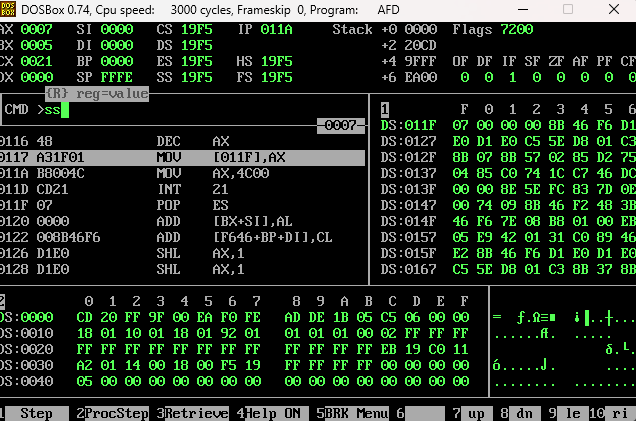 DOSBox 0.74, Cpu speed: 3000 cycles, Frameskip 0, Program: AFD
AX 0007 SI 0000 CS 19F5 IP 011A Stack +0 0000 Flags 7200
BX 0005 DI 0000 DS 19F5 +2 20CD
CX 0021 BP 0000 ES 19F5 HS 19F5 +4 9FFF OF DF IF SF ZF AF PF CF
DX 0000 SP FFFE SS 19F5 FS 19F5 +6 EA00 0 0 1 0 0 0 0 0
{R} reg=value
CMD >ss
0007
1 F 0 1 2 3 4 5 6
0116 48 DEC AX
0117 A31F01 MOV [011F],AX
011A B8004C MOV AX,4C00
011D CD21 INT 21
011F 07 POP ES
0120 0000 ADD [BX+SI],AL
0122 008B46F6 ADD [F646+BP+DI],CL
0126 D1E0 SHL AX,1
0128 D1E0 SHL AX,1
DS:011F 07 00 00 00 8B 46 F6 D1
DS:0127 E0 D1 E0 C5 5E D8 01 C3
DS:012F 8B 07 8B 57 02 85 D2 75
DS:0137 04 85 C0 74 1C C7 46 DC
DS:013F 00 00 8E 5E FC 83 7D 0E
DS:0147 00 74 09 8B 46 F2 48 3B
DS:014F 46 F6 7E 08 B8 01 00 EB
DS:0157 05 E9 42 01 31 C0 89 46
DS:015F E2 8B 46 F6 D1 E0 D1 E0
DS:0167 C5 5E D8 01 C3 8B 37 8B
2 0 1 2 3 4 5 6 7 8 9 A B C D E F
DS:0000 CD 20 FF 9F 00 EA F0 FE AD DE 1B 05 C5 06 00 00
DS:0010 18 01 10 01 18 01 92 01 01 01 01 00 02 FF FF FF
DS:0020 FF FF FF FF FF FF FF FF FF FF FF FF EB 19 C0 11
DS:0030 A2 01 14 00 18 00 F5 19 FF FF FF FF 00 00 00 00
DS:0040 05 00 00 00 00 00 00 00 00 00 00 00 00 00 00 00
1 Step 2ProcStep 3Retrieve 4Help ON 5BRK Menu 6 7 up 8 dn 9 le 10 ri